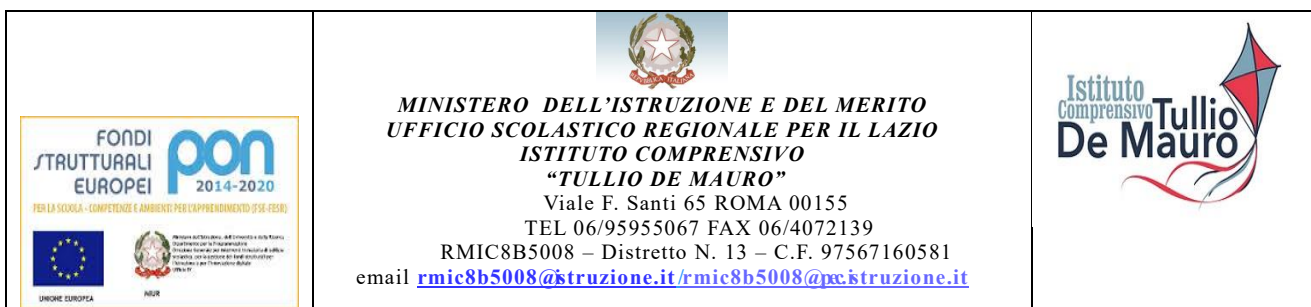 FONDI
STRUTTURALI
EUROPEI
pon
2014-2020
PER LA SCUOLA - COMPETENZE E AMBIENTI PER L'APPRENDIMENTO (FSE-FESR)
UNIONE EUROPEA
MIUR
MINISTERO DELL'ISTRUZIONE E DEL MERITO
UFFICIO SCOLASTICO REGIONALE PER IL LAZIO
ISTITUTO COMPRENSIVO
“TULLIO DE MAURO”
Viale F. Santi 65 ROMA 00155
TEL 06/95955067 FAX 06/4072139
RMIC8B5008 – Distretto N. 13 – C.F. 97567160581
email rmic8b5008@istruzione.it/rmic8b5008@pec.istruzione.it
Istituto
Comprensivo Tullio
De Mauro